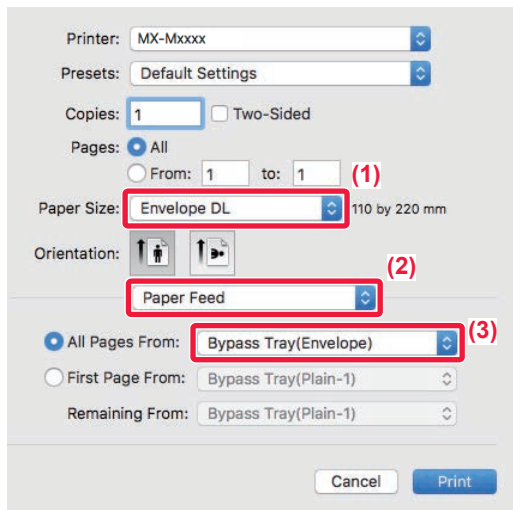 Printer: MX-Mxxxx
Presets: Default Settings
Copies: 1 Two-Sided
Pages: All
From: 1 to: 1 (1)
Paper Size: Envelope DL 110 by 220 mm
Orientation:
(2)
Paper Feed
(3)
All Pages From: Bypass Tray(Envelope)
First Page From: Bypass Tray(Plain-1)
Remaining From: Bypass Tray(Plain-1)
Cancel Print